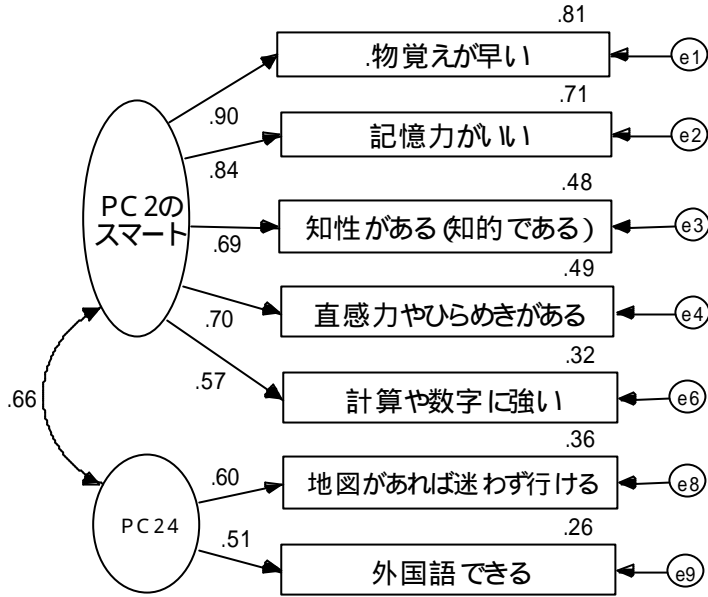 .81
.物覚えが早い
e1
.90
.71
記憶力がいい
e2
.84
PC2の
スマート
.48
知性がある(知的である)
e3
.69
.49
直感力やひらめきがある
e4
.70
.32
計算や数字に強い
e6
.57
.66
.36
地図があれば迷わず行ける
e8
.60
PC24
.26
外国語できる
e9
.51